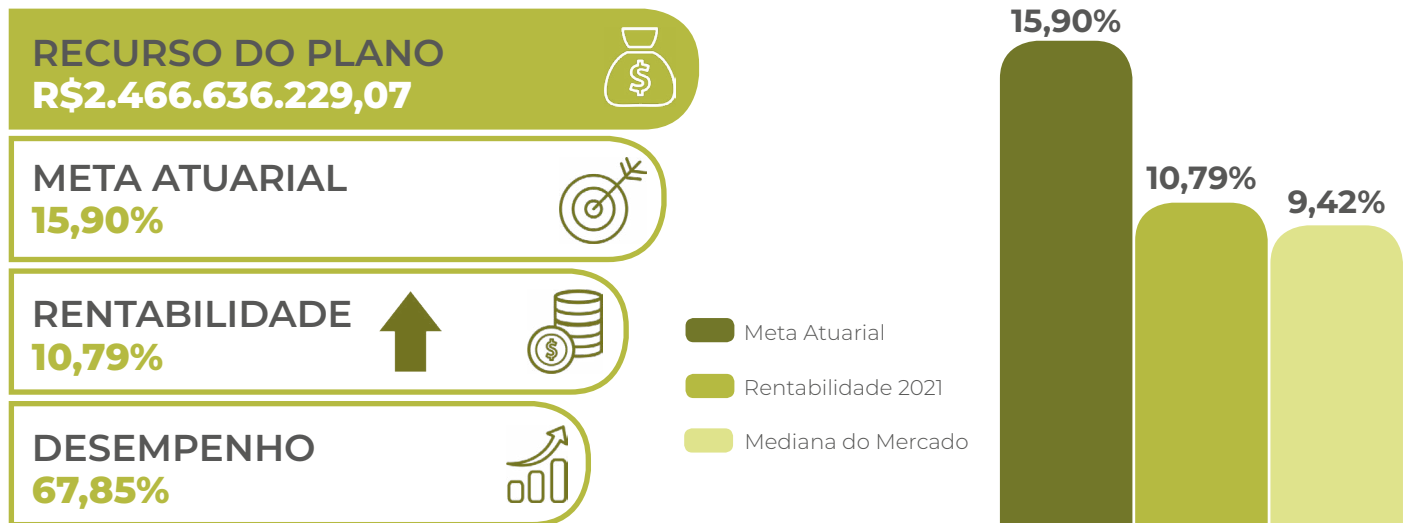 RECURSO DO PLANO
R$2.466.636.229,07
META ATUARIAL
15,90%
RENTABILIDADE
10,79%
DESEMPENHO
67,85%
Meta Atuarial
Rentabilidade 2021
Mediana do Mercado
15,90%
10,79%
9,42%